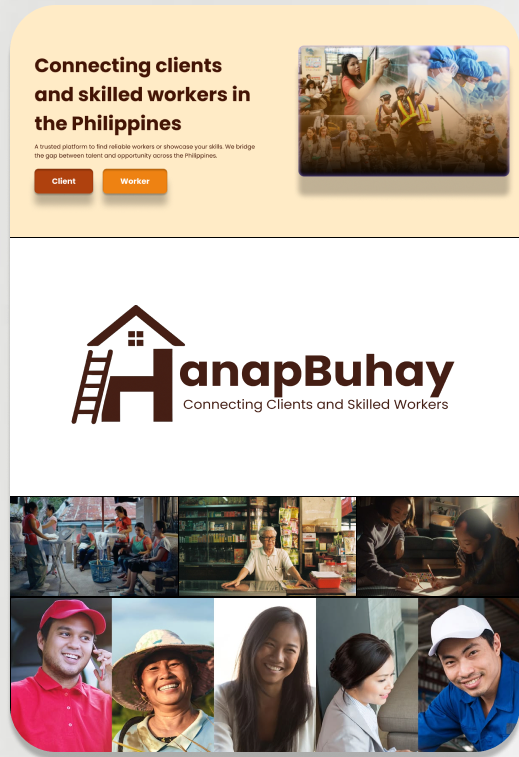 Connecting clients
and skilled workers in
the Philippines
A trusted platform to find reliable workers or showcase your skills. We bridge
the gap between talent and opportunity across the Philippines.
Client Worker
HanapBuhay
Connecting Clients and Skilled Workers